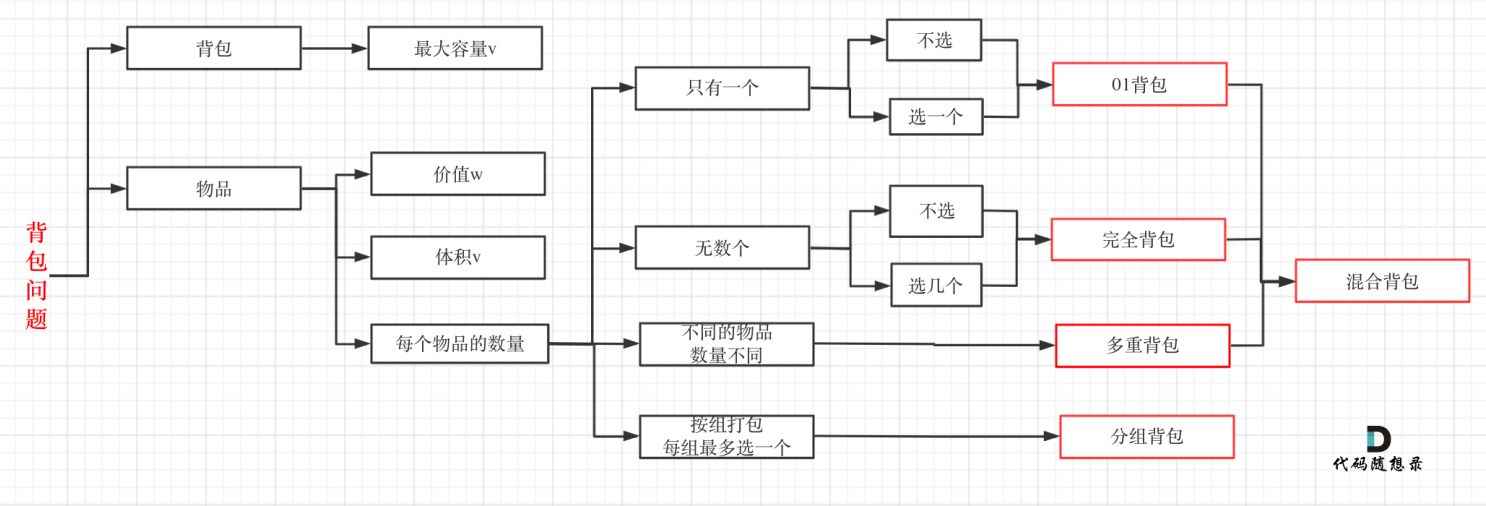 背包问题
背包
最大容量v
物品
价值w
体积v
每个物品的数量
只有一个
不选
选一个
01背包
无数个
不选
选几个
完全背包
不同的物品
数量不同
多重背包
混合背包
按组打包
每组最多选一个
分组背包
代码随想录